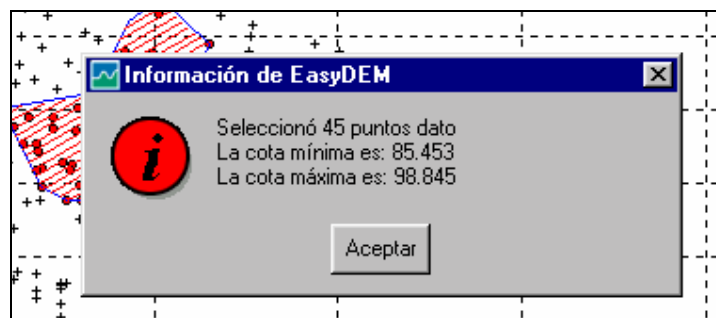 Información de EasyDEM
Seleccionó 45 puntos dato
La cota mínima es: 85.453
La cota máxima es: 98.845
Aceptar